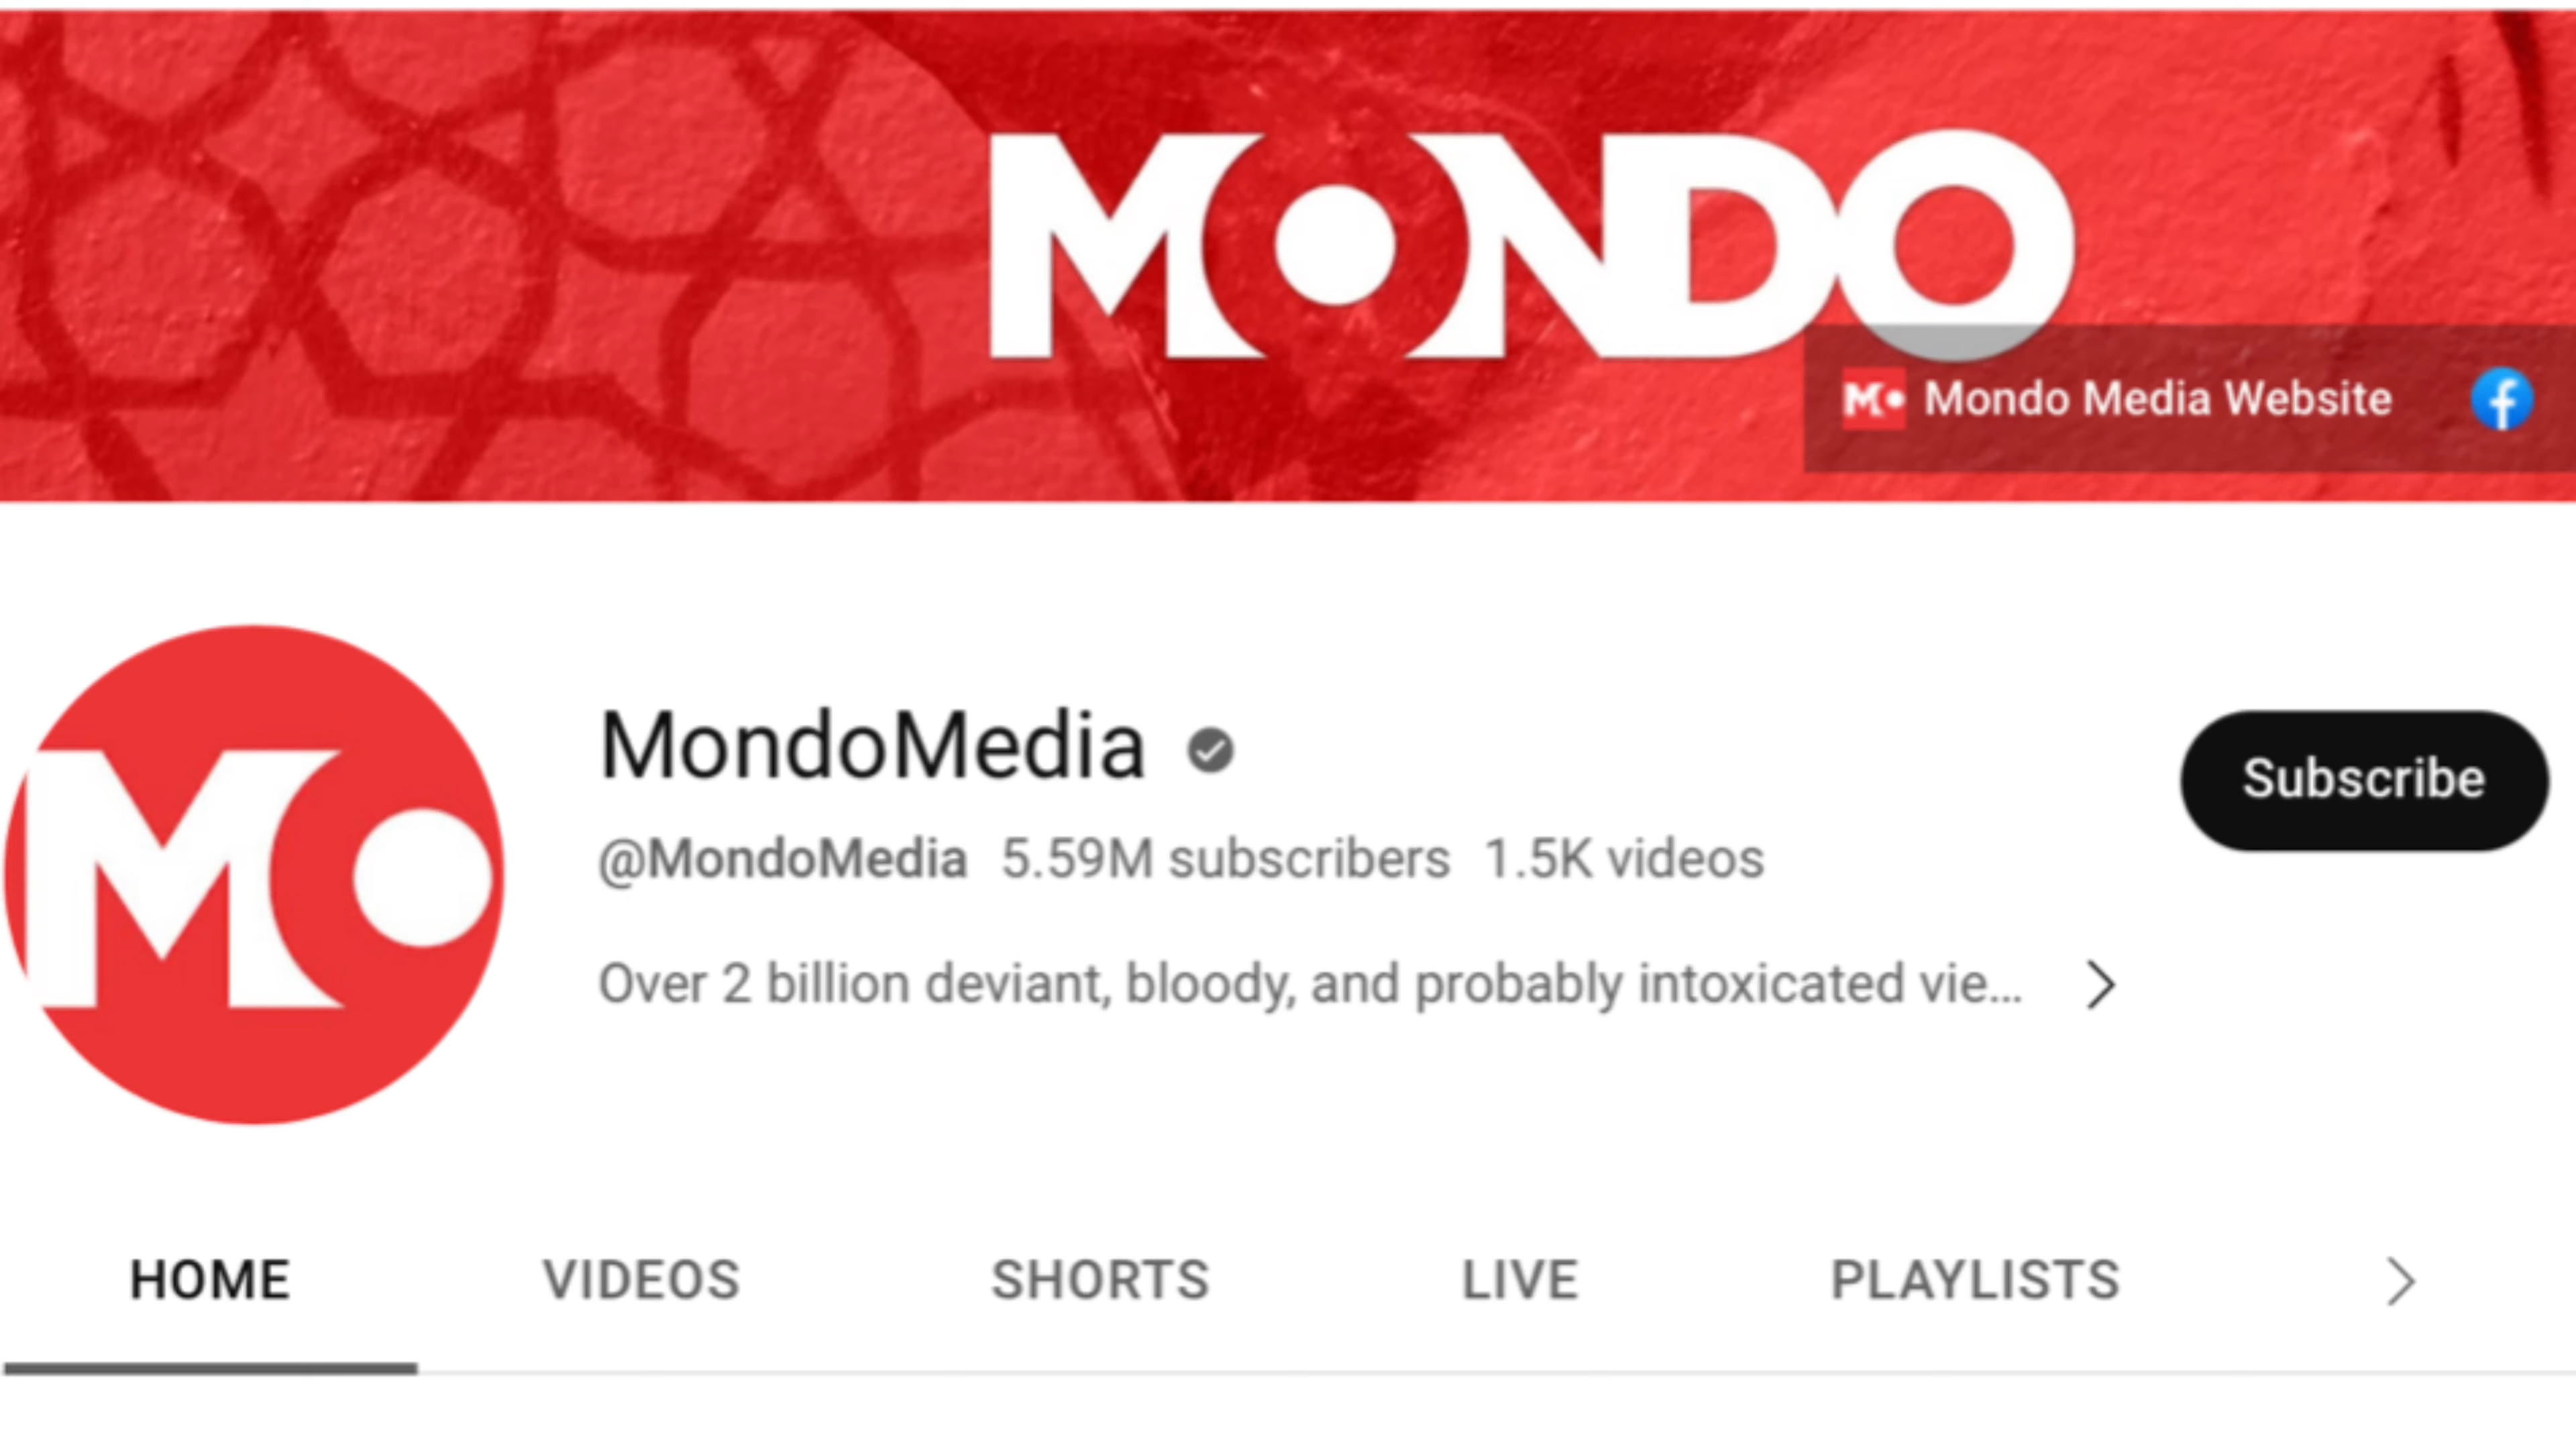 MONDO
M Mondo Media Website
MO
MondoMedia
Subscribe
@MondoMedia 5.59M subscribers 1.5K videos
Over 2 billion deviant, bloody, and probably intoxicated vie...
HOME VIDEOS SHORTS LIVE PLAYLISTS